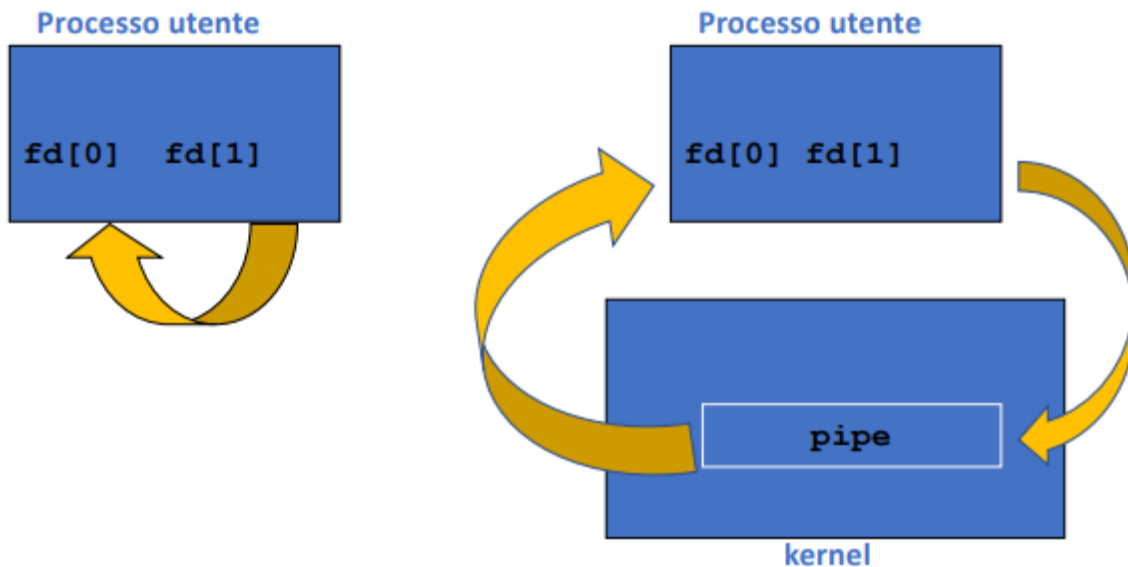 Processo utente
fd[0] fd[1]
Processo utente
fd[0] fd[1]
pipe
kernel